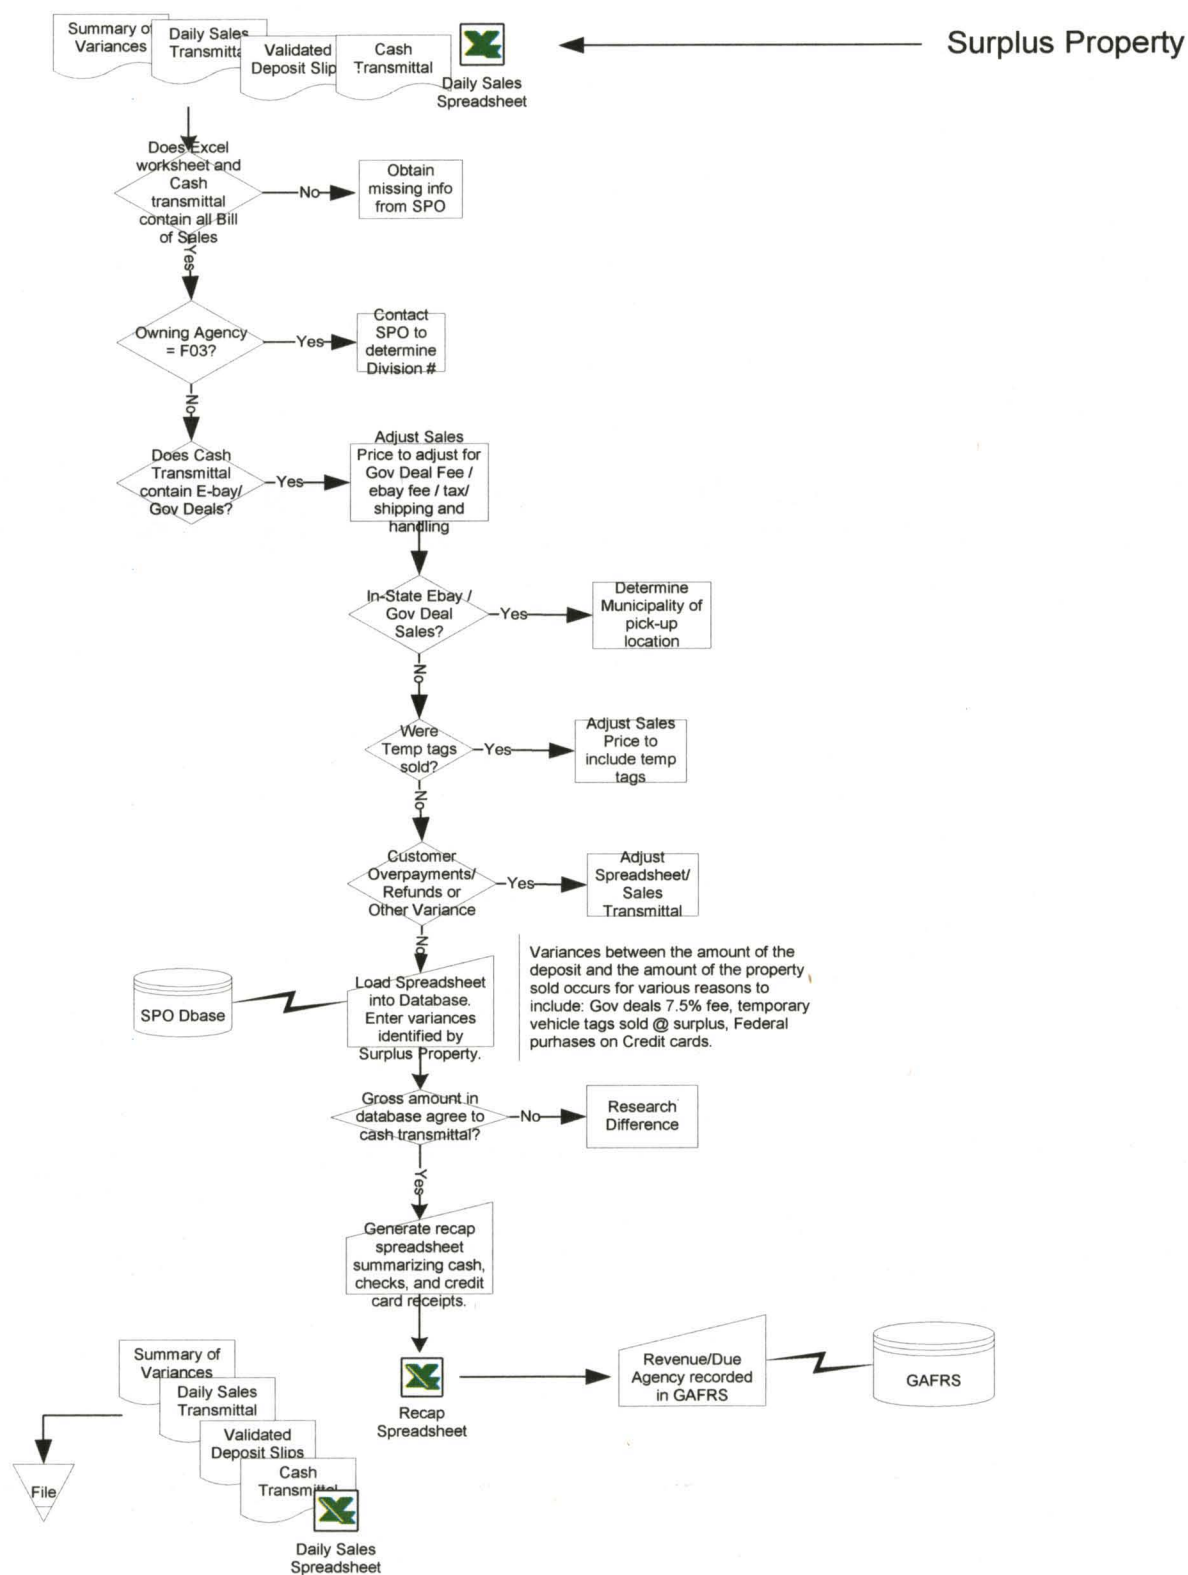 Summary of
Variances
Daily Sales
Transmitta
Validated
Deposit Slip
Cash
Transmittal
Daily Sales
Spreadsheet
Surplus Property
Does Excel
worksheet and
Cash
transmittal
contain all Bill
of Sales
No
Obtain
missing info
from SPO
Yes
Owning Agency
= F03?
Yes
Contact
SPO to
determine
Division #
No
Does Cash
Transmittal
contain E-bay/
Gov Deals?
Yes
Adjust Sales
Price to adjust for
Gov Deal Fee /
ebay fee / tax/
shipping and
handling
In-State Ebay /
Gov Deal
Sales?
Yes
Determine
Municipality of
pick-up
location
No
Were
Temp tags
sold?
Yes
Adjust Sales
Price to
include temp
tags
No
Customer
Overpayments/
Refunds or
Other Variance
Yes
Adjust
Spreadsheet/
Sales
Transmittal
No
SPO Dbase
Load Spreadsheet
into Database.
Enter variances
identified by
Surplus Property.
Variances between the amount of the
deposit and the amount of the property
sold occurs for various reasons to
include: Gov deals 7.5% fee, temporary
vehicle tags sold @ surplus, Federal
purhases on Credit cards.
Gross amount in
database agree to
cash transmittal?
No
Research
Difference
Yes
Generate recap
spreadsheet
summarizing cash,
checks, and credit
card receipts.
Recap
Spreadsheet
Revenue/Due
Agency recorded
in GAFRS
GAFRS
Summary of
Variances
Daily Sales
Transmittal
Validated
Deposit Slips
Cash
Transmittal
Daily Sales
Spreadsheet
File